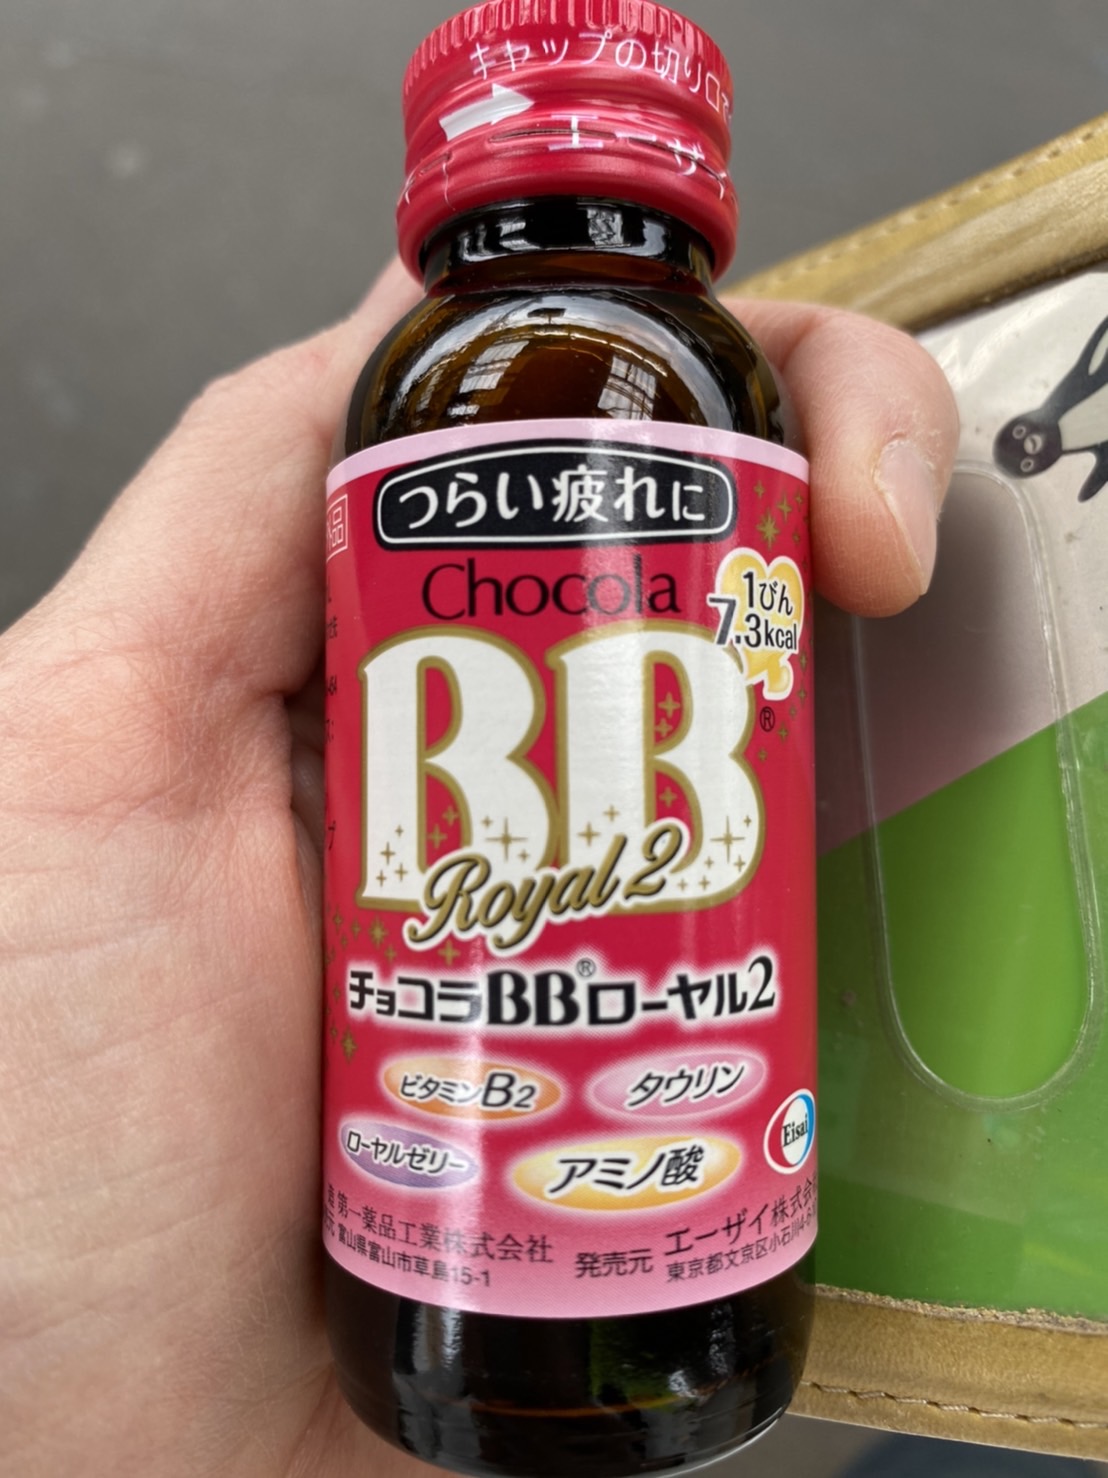 キャップの切り口で
エーザイ
つらい疲れに
Chocola
1びん
7.3kcal
BB®
Royal 2
チョコラBB®ローヤル2
ビタミンB2
タウリン
ローヤルゼリー
アミノ酸
Eisai
第一薬品工業株式会社
富山県富山市草島15-1
発売元
エーザイ株式会
東京都文京区小石川4-6